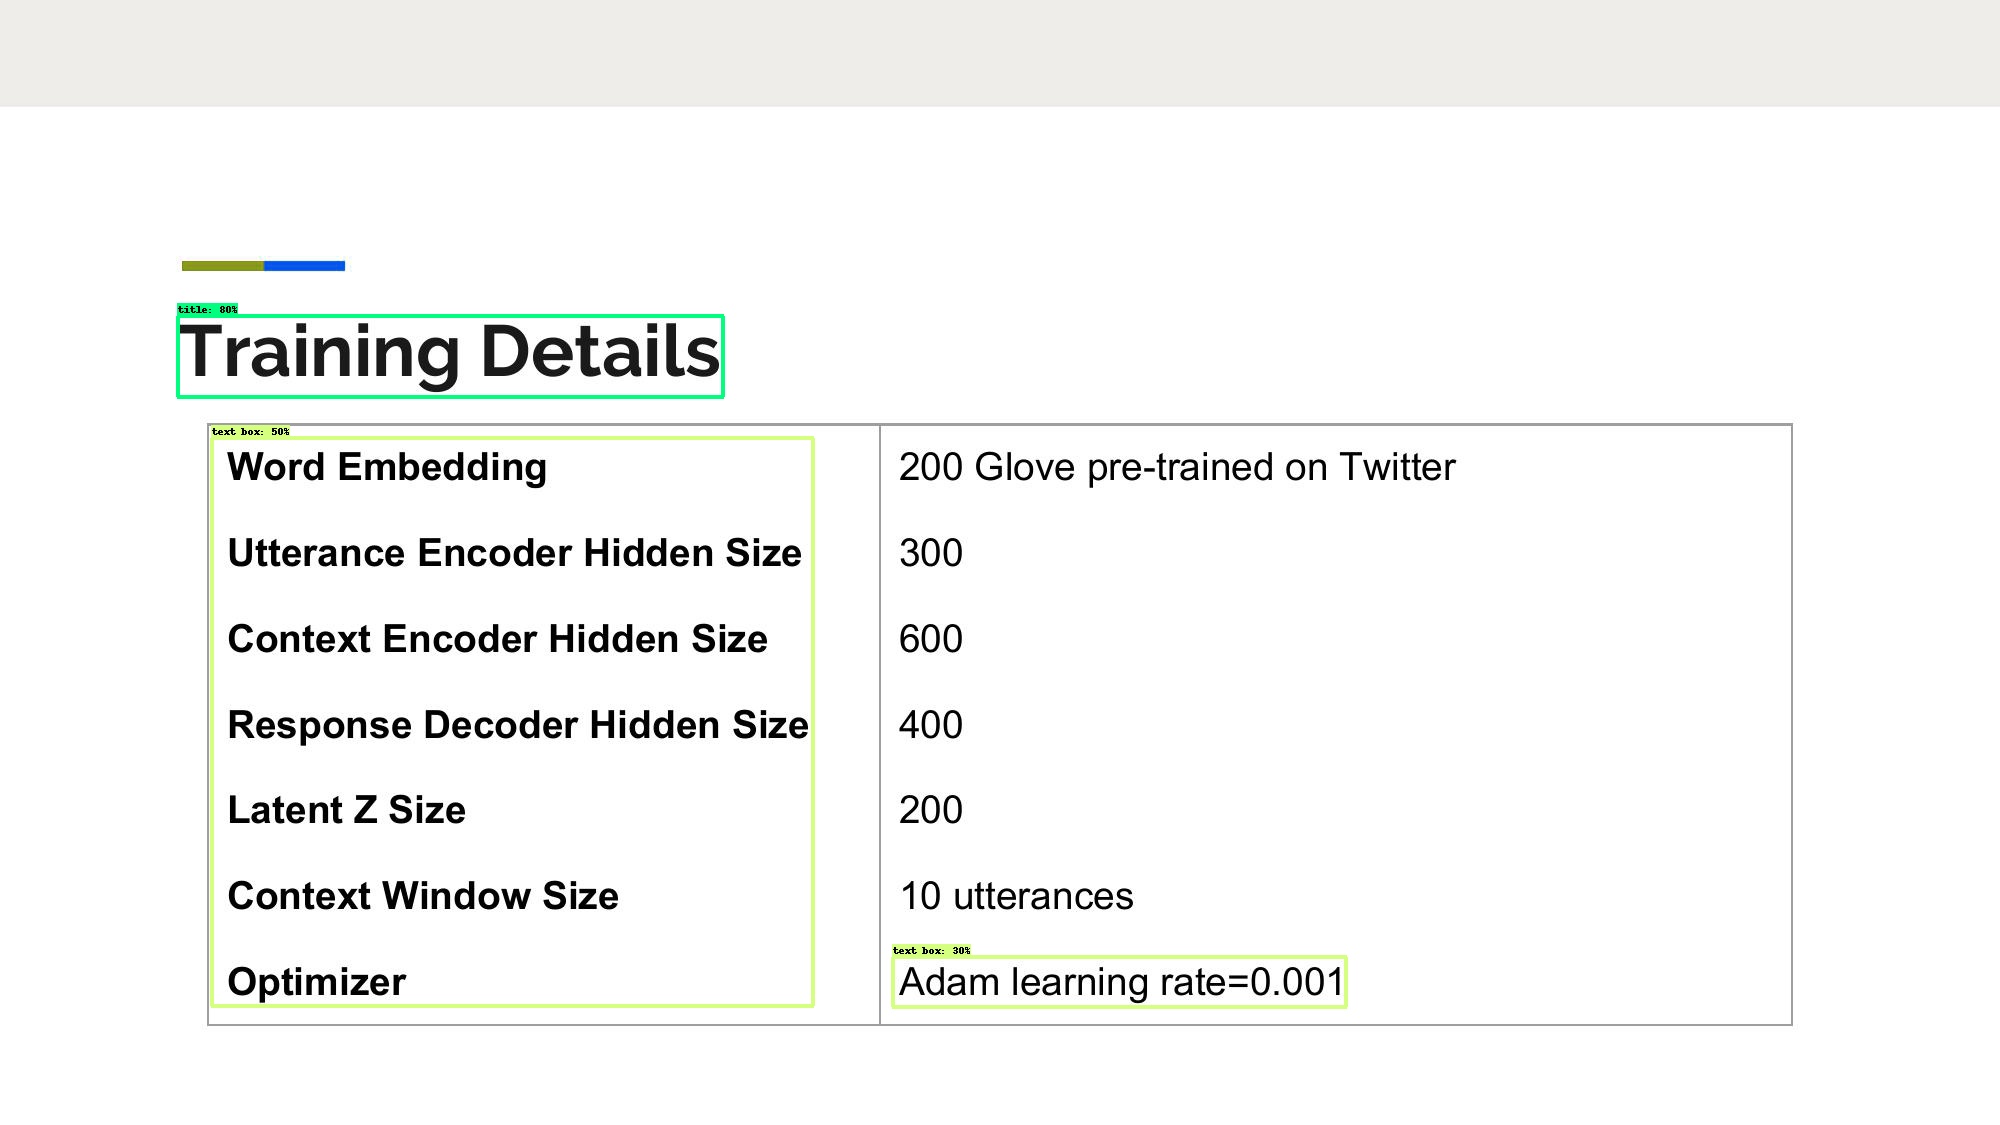 title: 80%
Training Details
text box: 50%
Word Embedding 200 Glove pre-trained on Twitter
Utterance Encoder Hidden Size 300
Context Encoder Hidden Size 600
Response Decoder Hidden Size 400
Latent Z Size 200
Context Window Size 10 utterances
text box: 30%
Optimizer Adam learning rate=0.001